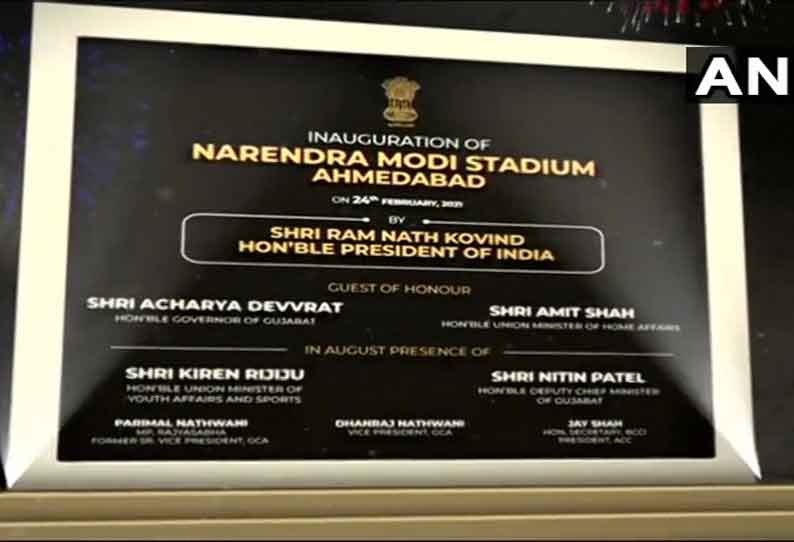 AN
INAUGURATION OF
NARENDRA MODI STADIUM
AHMEDABAD
ON 24th FEBRUARY, 2021
BY
SHRI RAM NATH KOVIND
HON'BLE PRESIDENT OF INDIA
GUEST OF HONOUR
SHRI ACHARYA DEVVRAT
HON'BLE GOVERNOR OF GUJARAT
SHRI AMIT SHAH
HON'BLE UNION MINISTER OF HOME AFFAIRS
IN AUGUST PRESENCE OF
SHRI KIREN RIJIJU
HON'BLE UNION MINISTER OF
YOUTH AFFAIRS AND SPORTS
SHRI NITIN PATEL
HON'BLE DEPUTY CHIEF MINISTER
OF GUJARAT
PARIMAL NATHWANI
M.P., RAJYASABHA
FORMER SR. VICE PRESIDENT, GCA
DHANRAJ NATHWANI
VICE PRESIDENT, GCA
JAY SHAH
HON. SECRETARY, BCCI
PRESIDENT, ACC